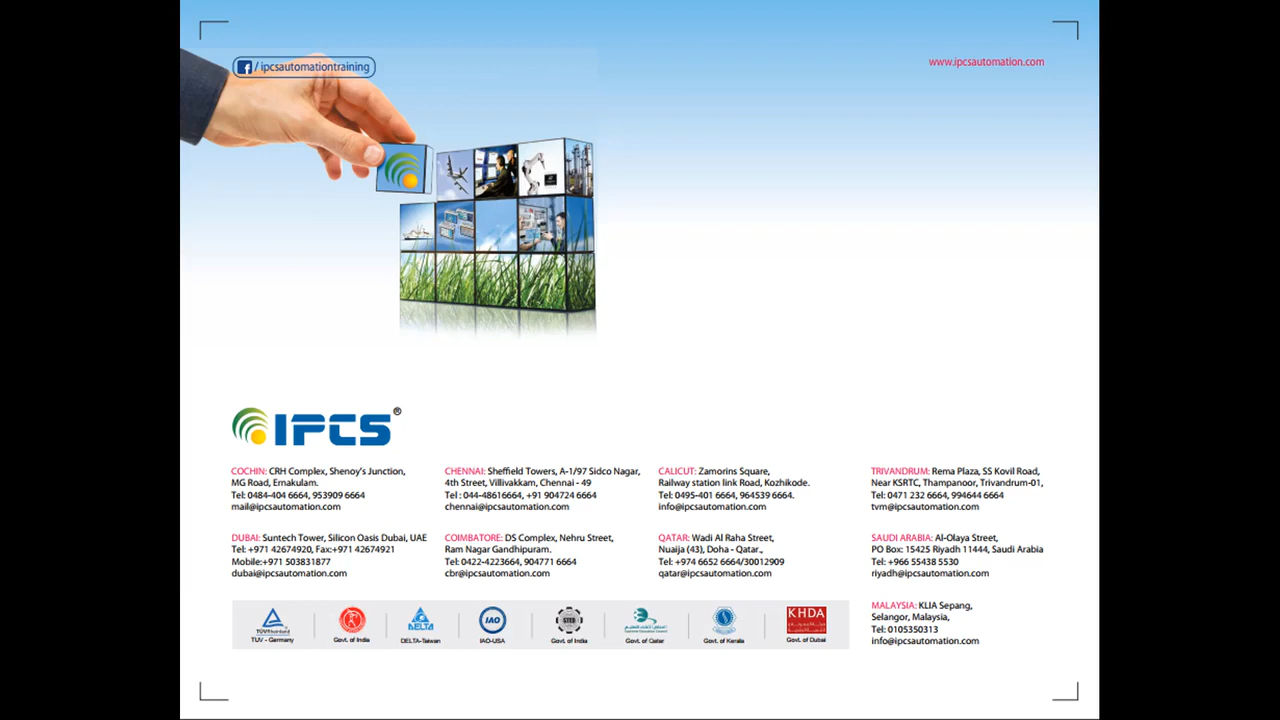 /ipcsautomationtraining
www.ipcsautomation.com
IPCS®
COCHIN: CRH Complex, Shenoy's Junction,
MG Road, Ernakulam.
Tel: 0484-404 6664, 953909 6664
mail@ipcsautomation.com
CHENNAI: Sheffield Towers, A-1/97 Sidco Nagar,
4th Street, Villivakkam, Chennai - 49
Tel : 044-48616664, +91 904724 6664
chennai@ipcsautomation.com
CALICUT: Zamorins Square,
Railway station link Road, Kozhikode.
Tel: 0495-401 6664, 964539 6664.
info@ipcsautomation.com
TRIVANDRUM: Rema Plaza, SS Kovil Road,
Near KSRTC, Thampanoor, Trivandrum-01,
Tel: 0471 232 6664, 994644 6664
tvm@ipcsautomation.com
DUBAI: Suntech Tower, Silicon Oasis Dubai, UAE
Tel: +971 42674920, Fax:+971 42674921
Mobile:+971 503831877
dubai@ipcsautomation.com
COIMBATORE: DS Complex, Nehru Street,
Ram Nagar Gandhipuram.
Tel: 0422-4223664, 904771 6664
cbr@ipcsautomation.com
QATAR: Wadi Al Raha Street,
Nuaija (43), Doha - Qatar.,
Tel: +974 6652 6664/30012909
qatar@ipcsautomation.com
SAUDI ARABIA: Al-Olaya Street,
PO Box: 15425 Riyadh 11444, Saudi Arabia
Tel: +966 55438 5530
riyadh@ipcsautomation.com
MALAYSIA: KLIA Sepang,
Selangor, Malaysia,
Tel: 0105350313
info@ipcsautomation.com
TÜVRheinland
TUV - Germany
Govt. of India
DELTA
DELTA-Taiwan
IAO
IAO-USA
STED
Govt. of India
Govt. of Qatar
Govt. of Kerala
KHDA
Govt. of Dubai